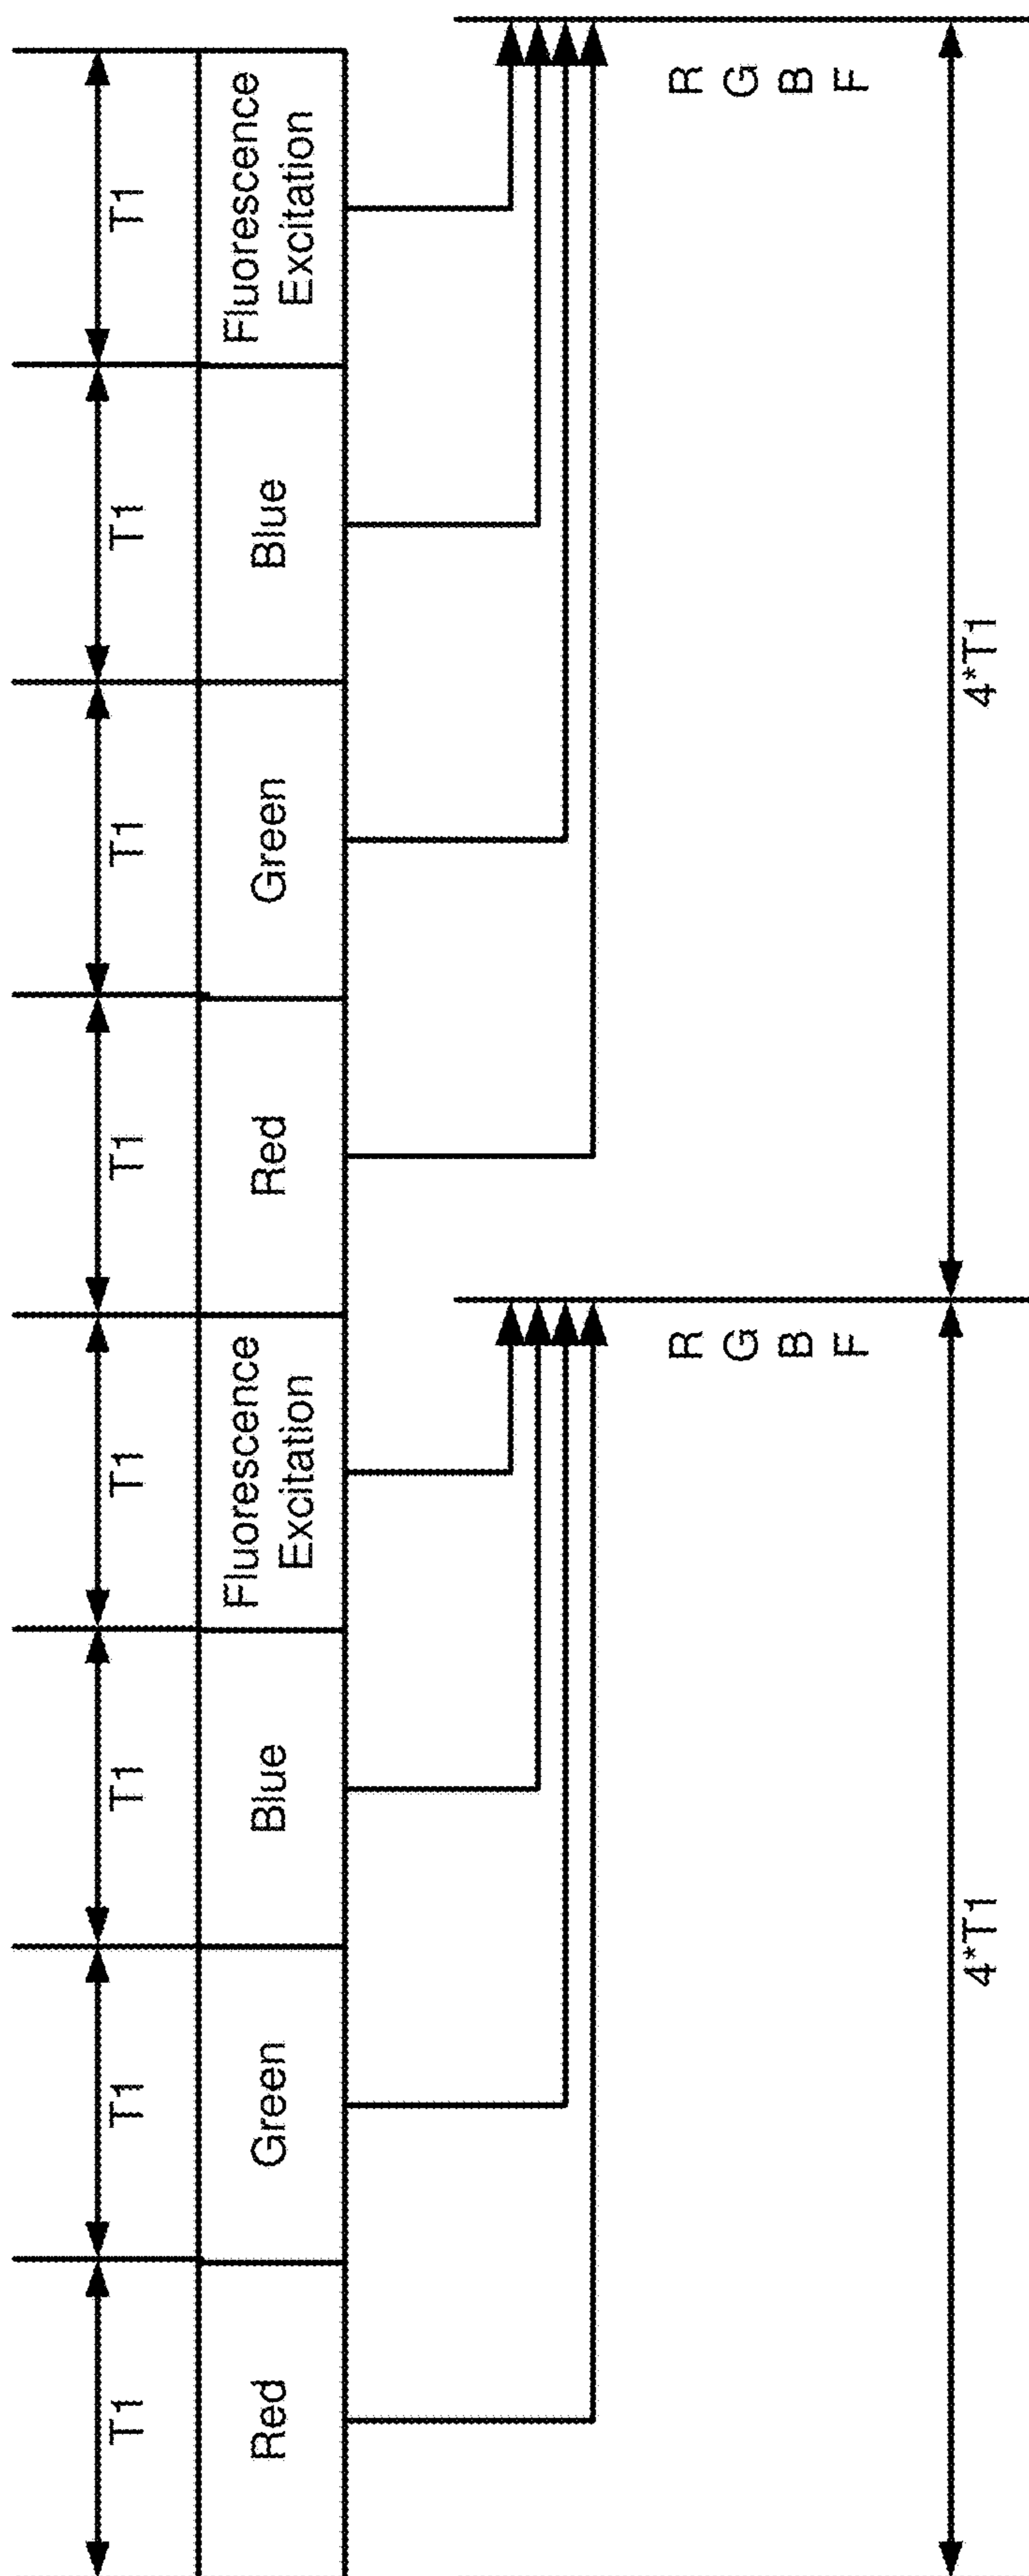 T1
T1
T1
T1
T1
T1
T1
T1
Red
Green
Blue
Fluorescence
Excitation
Red
Green
Blue
Fluorescence
Excitation
R
G
B
F
R
G
B
F
4*T1
4*T1